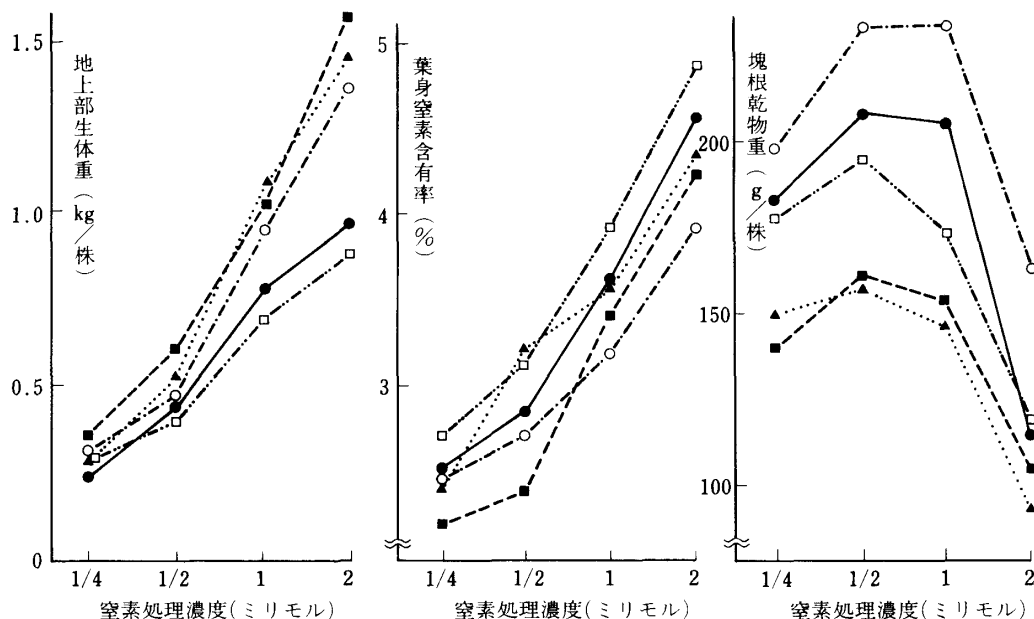 1.5
1.0
0.5
0
地上部生体重(kg/株)
1/4 1/2 1 2
窒素処理濃度(ミリモル)
5
4
3
葉身窒素含有率(%)
1/4 1/2 1 2
窒素処理濃度(ミリモル)
200
150
100
塊根乾物重(g/株)
1/4 1/2 1 2
窒素処理濃度(ミリモル)